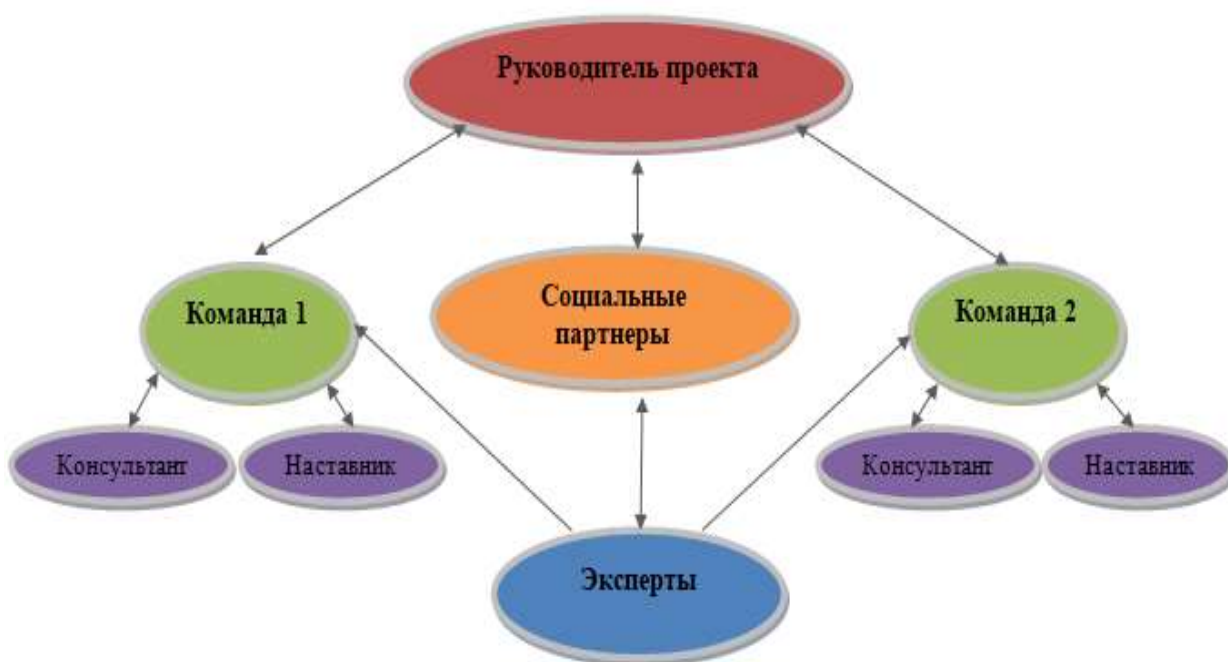 Руководитель проекта
Команда 1
Социальные
партнеры
Команда 2
Консультант
Наставник
Консультант
Наставник
Эксперты